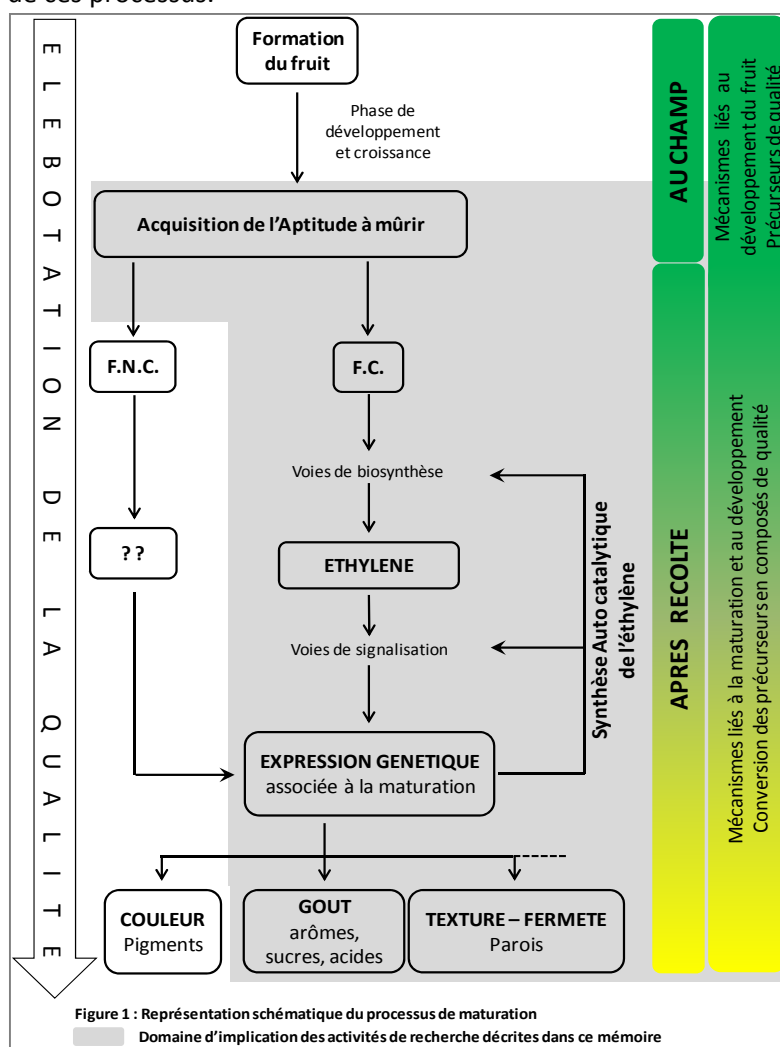 de ces processus.
ELEBOTATION DE LA QUALITE
Formation
du fruit
Phase de
développement
et croissance
Acquisition de l'Aptitude à mûrir
F.N.C.
F.C.
Voies de biosynthèse
? ?
ETHYLENE
Voies de signalisation
EXPRESSION GENETIQUE
associée à la maturation
Synthèse Auto catalytique
de l'éthylène
COULEUR
Pigments
GOUT
arômes,
sucres, acides
TEXTURE – FERMETE
Parois
AU CHAMP
Mécanismes liés au
développement du fruit
Précurseurs de qualité
APRES RECOLTE
Mécanismes liés à la maturation et au développement
Conversion des précurseurs en composés de qualité
Figure 1 : Représentation schématique du processus de maturation
Domaine d'implication des activités de recherche décrites dans ce mémoire